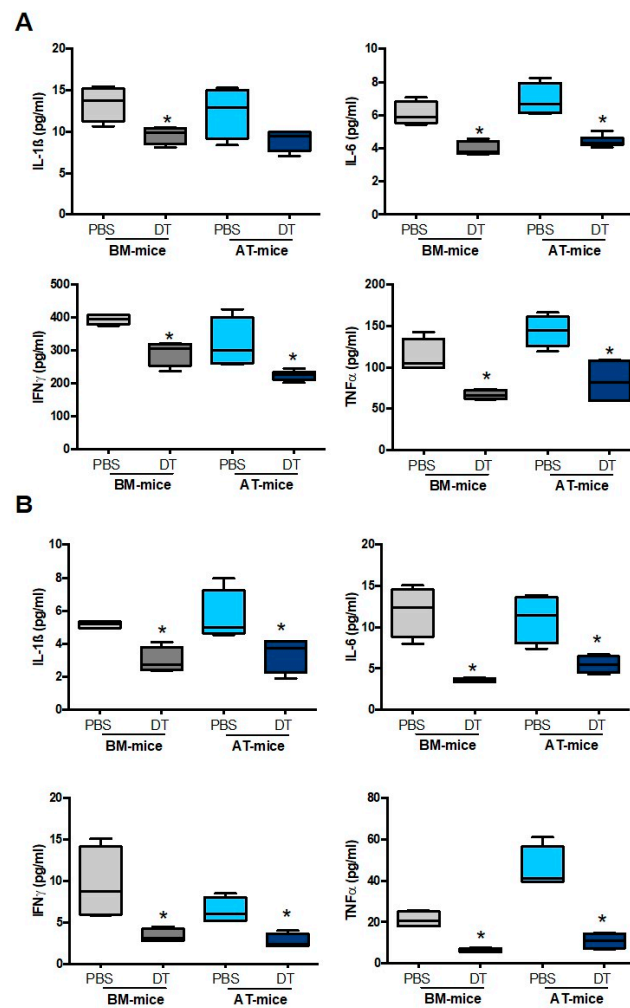 A
IL-1ß (pg/ml)
20
15
10
5
0
PBS DT PBS DT
BM-mice AT-mice
IL-6 (pg/ml)
10
8
6
4
2
0
*
*
*
PBS DT PBS DT
BM-mice AT-mice
IFNγ (pg/ml)
500
400
300
200
100
0
*
*
PBS DT PBS DT
BM-mice AT-mice
TNFα (pg/ml)
200
150
100
50
0
*
*
PBS DT PBS DT
BM-mice AT-mice
B
IL-1ß (pg/ml)
10
8
6
4
2
0
*
*
PBS DT PBS DT
BM-mice AT-mice
IL-6 (pg/ml)
20
15
10
5
0
*
*
PBS DT PBS DT
BM-mice AT-mice
IFNγ (pg/ml)
20
15
10
5
0
*
*
PBS DT PBS DT
BM-mice AT-mice
TNFα (pg/ml)
80
60
40
20
0
*
*
PBS DT PBS DT
BM-mice AT-mice